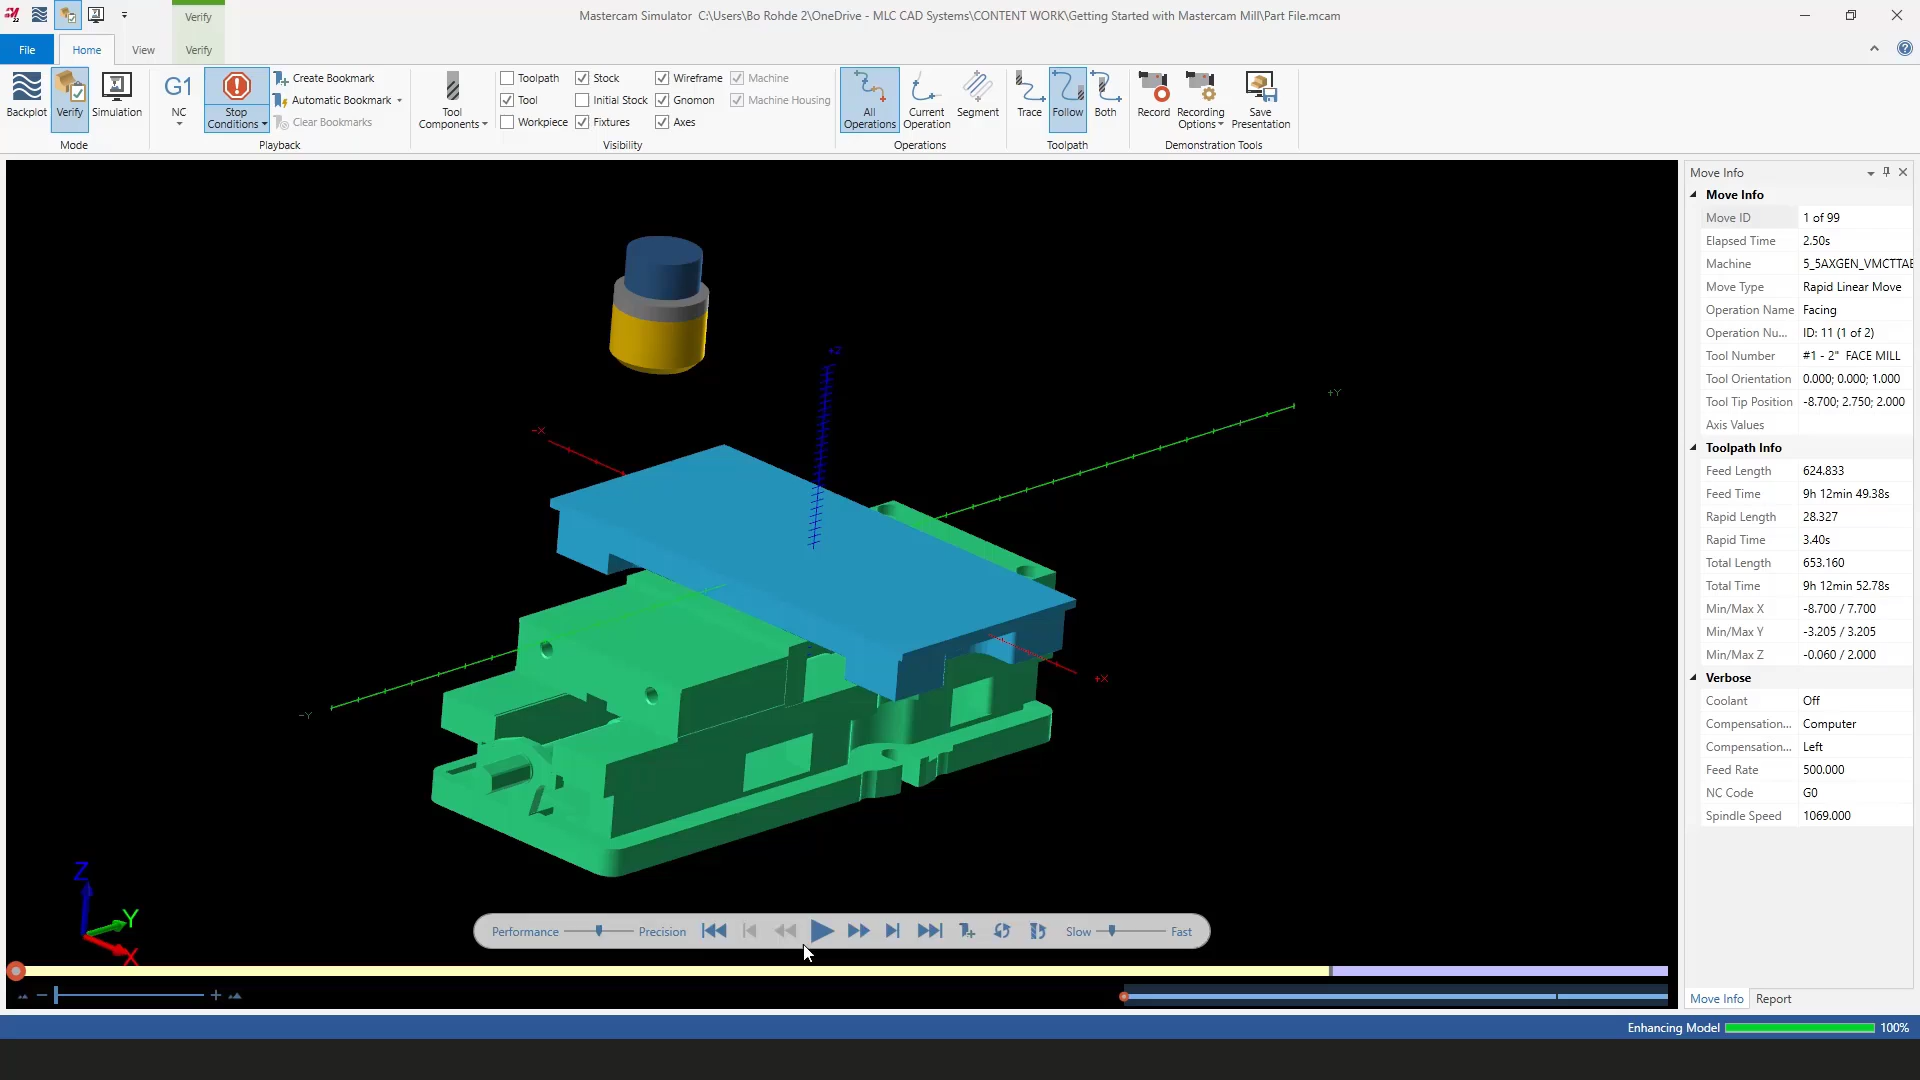 Verify
Mastercam Simulator C:\Users\Bo Rohde 2\OneDrive - MLC CAD Systems\CONTENT WORK\Getting Started with Mastercam Mill\Part File.mcam
File
Home
View
Verify
Backplot
Verify
Simulation
Mode
G1
NC
Stop
Conditions
Create Bookmark
Automatic Bookmark
Clear Bookmarks
Playback
Tool
Components
Toolpath
Stock
Wireframe
Machine
Tool
Initial Stock
Gnomon
Machine Housing
Workpiece
Fixtures
Axes
Visibility
All
Operations
Current
Operation
Segment
Operations
Trace
Follow
Both
Toolpath
Record
Recording
Options
Save
Presentation
Demonstration Tools
+Z
+Y
-X
+X
-Y
Z
Y
X
Performance
Precision
Slow
Fast
Move Info
Move Info
Move ID 1 of 99
Elapsed Time 2.50s
Machine 5_5AXGEN_VMCTTAE
Move Type Rapid Linear Move
Operation Name Facing
Operation Nu... ID: 11 (1 of 2)
Tool Number #1 - 2" FACE MILL
Tool Orientation 0.000; 0.000; 1.000
Tool Tip Position -8.700; 2.750; 2.000
Axis Values
Toolpath Info
Feed Length 624.833
Feed Time 9h 12min 49.38s
Rapid Length 28.327
Rapid Time 3.40s
Total Length 653.160
Total Time 9h 12min 52.78s
Min/Max X -8.700 / 7.700
Min/Max Y -3.205 / 3.205
Min/Max Z -0.060 / 2.000
Verbose
Coolant Off
Compensation... Computer
Compensation... Left
Feed Rate 500.000
NC Code G0
Spindle Speed 1069.000
Move Info
Report
Enhancing Model 100%